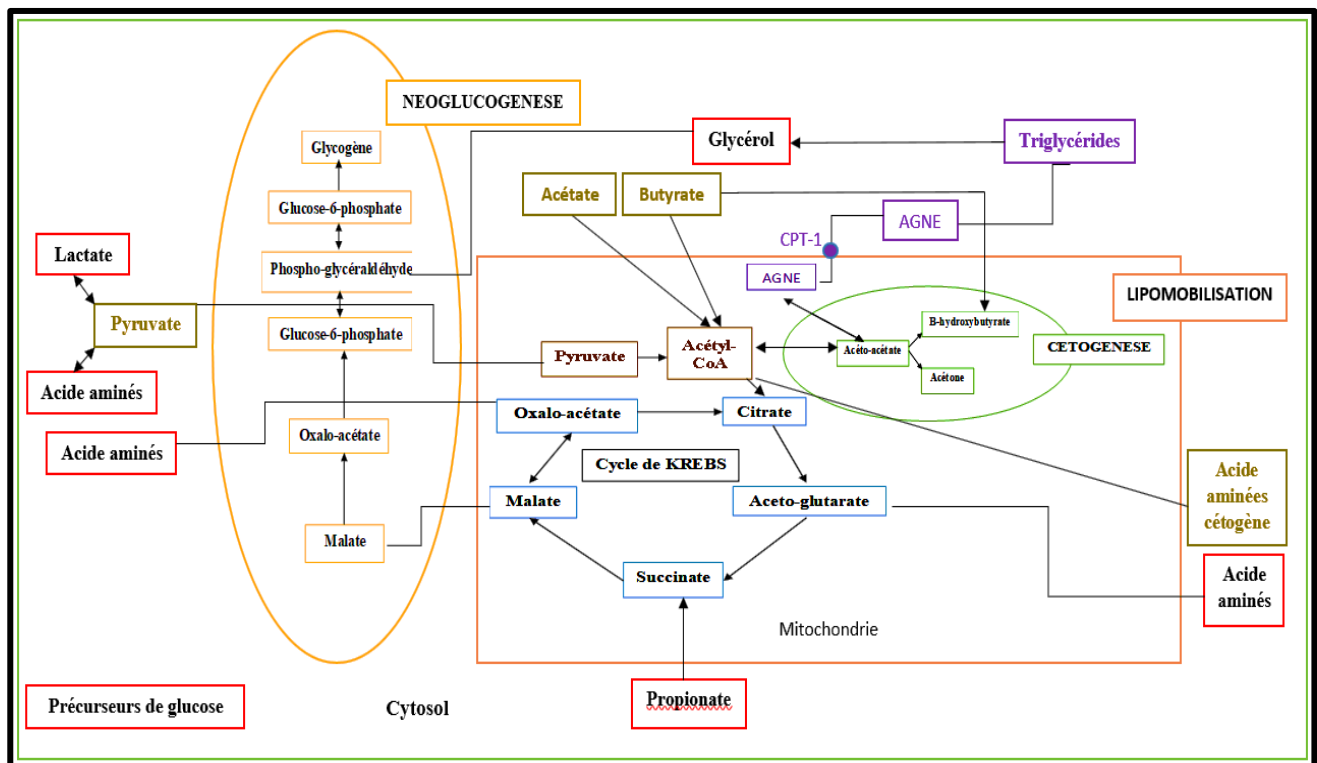 NEOGLUCOGENESE
Glycogène
Glucose-6-phosphate
Phospho-glycéraldéhyde
Glucose-6-phosphate
Oxalo-acétate
Malate
Lactate
Pyruvate
Acide aminés
Acide aminés
Précurseurs de glucose
Cytosol
Glycérol
Triglycérides
Acétate
Butyrate
AGNE
CPT-1
AGNE
LIPOMOBILISATION
B-hydroxybutyrate
Acéto-acétate
Acétone
CETOGENESE
Pyruvate
Acétyl-
CoA
Oxalo-acétate
Citrate
Cycle de KREBS
Malate
Aceto-glutarate
Succinate
Mitochondrie
Propionate
Acide
aminées
cétogène
Acide
aminés